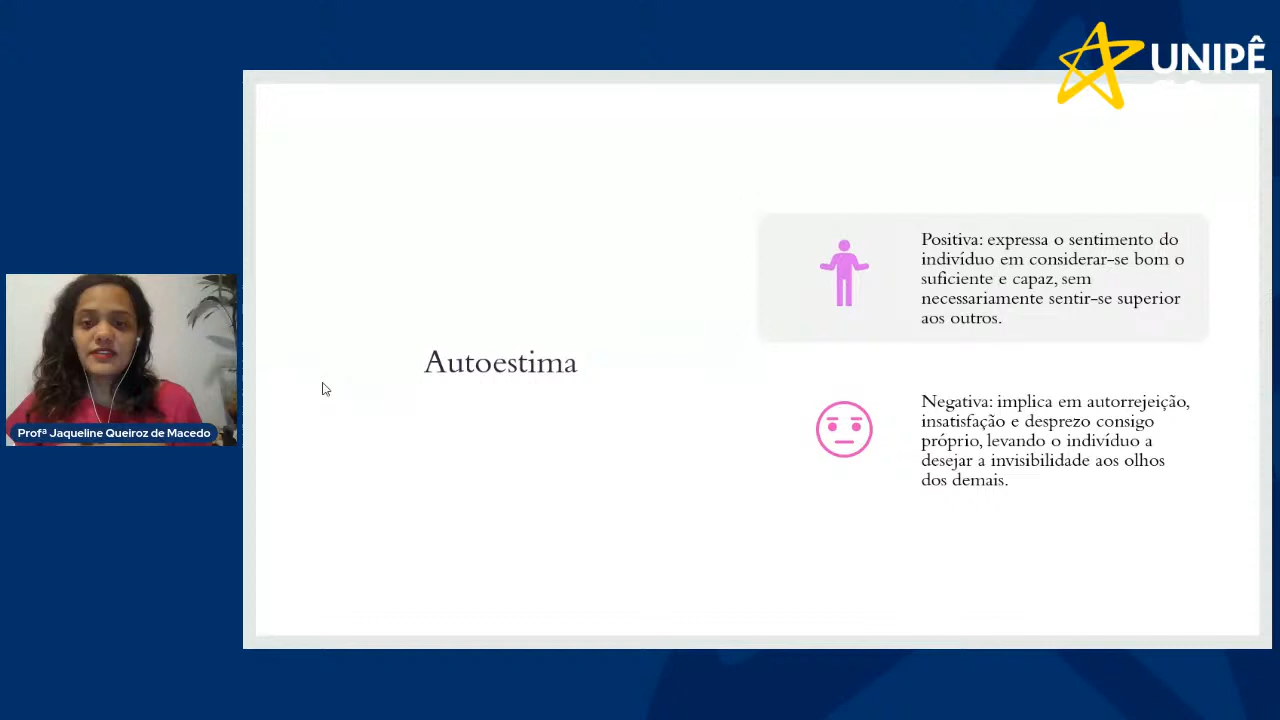 UNIPÊ
Positiva: expressa o sentimento do
indivíduo em considerar-se bom o
suficiente e capaz, sem
necessariamente sentir-se superior
aos outros.
Autoestima
Negativa: implica em autorrejeição,
insatisfação e desprezo consigo
próprio, levando o indivíduo a
desejar a invisibilidade aos olhos
dos demais.
Profª Jaqueline Queiroz de Macedo